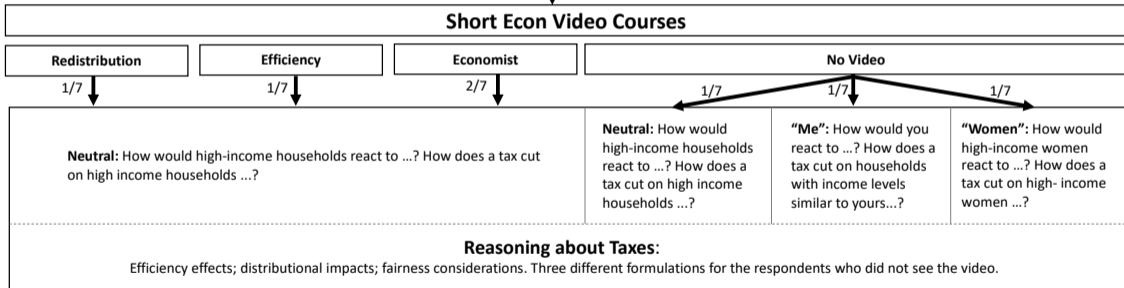 Short Econ Video Courses
Redistribution
Efficiency
Economist
No Video
1/7
1/7
2/7
1/7
1/7
1/7
Neutral: How would high-income households react to ...? How does a tax cut
on high income households ...?
Neutral: How would
high-income households
react to ...? How does a
tax cut on high income
households ...?
“Me”: How would you
react to ...? How does a
tax cut on households
with income levels
similar to yours...?
“Women”: How would
high-income women
react to ...? How does a
tax cut on high- income
women ...?
Reasoning about Taxes:
Efficiency effects; distributional impacts; fairness considerations. Three different formulations for the respondents who did not see the video.